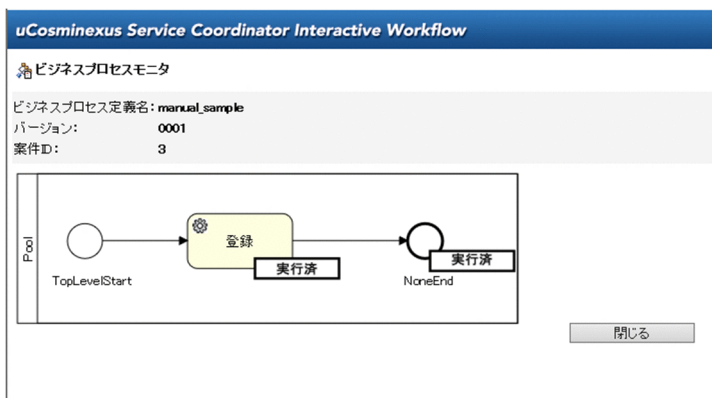 uCosminexus Service Coordinator Interactive Workflow
ビジネスプロセスモニタ
ビジネスプロセス定義名: manual_sample
バージョン: 0001
案件ID: 3
Pool
登録
実行済
実行済
TopLevelStart
NoneEnd
閉じる